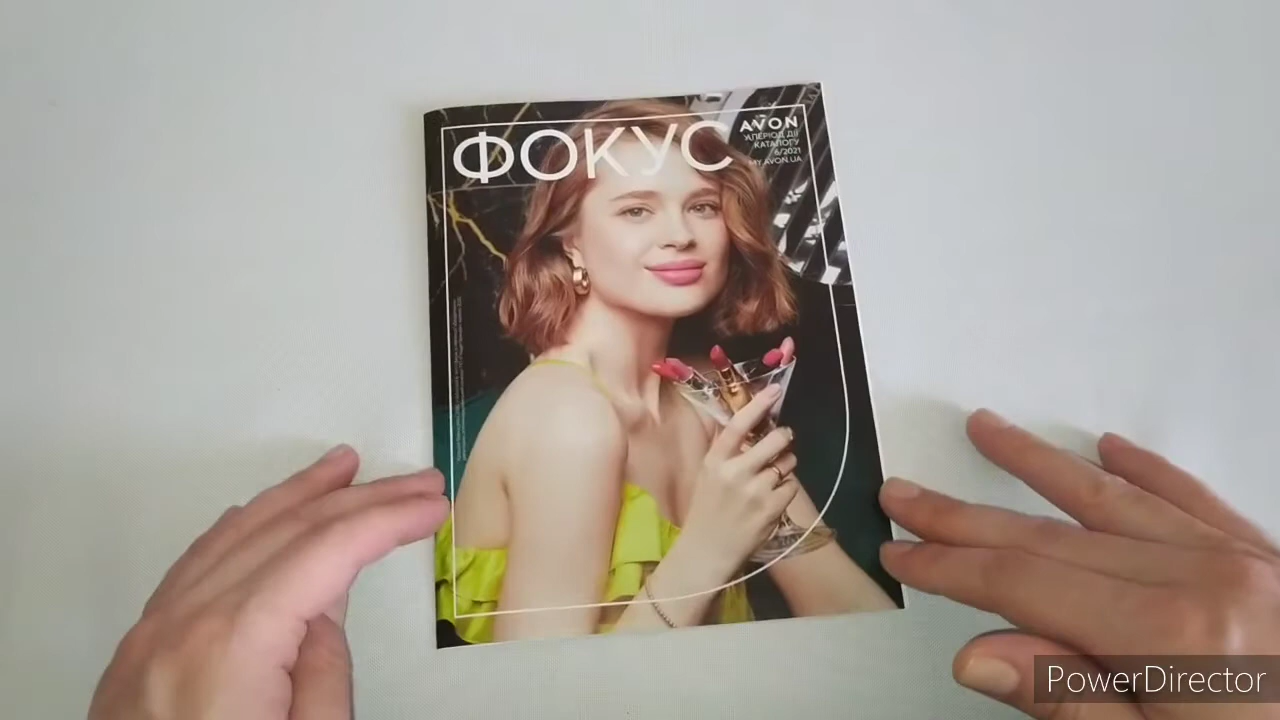 ФОКУС
AVON
ПЕРІОД ДІЇ
КАТАЛОГУ
6/2021
MY.AVON.UA
PowerDirector